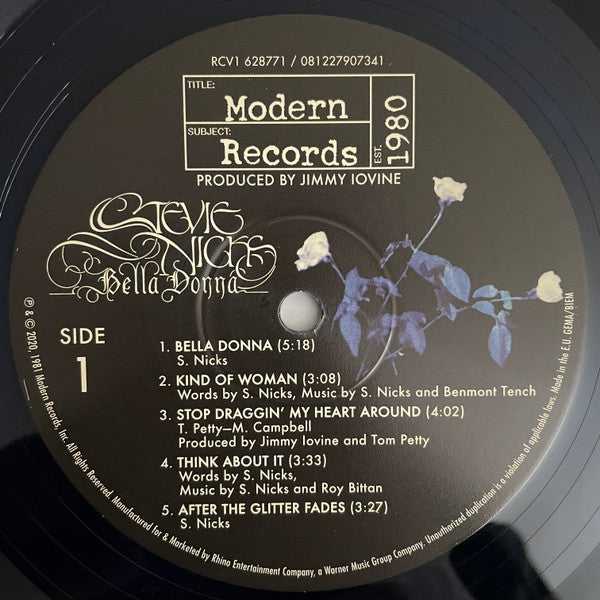 RCV1 628771 / 081227907341
TITLE:
Modern
SUBJECT:
Records
EST. 1980
PRODUCED BY JIMMY IOVINE
STEVIE
NICKS
Bella Donna
SIDE
1
1. BELLA DONNA (5:18)
S. Nicks
2. KIND OF WOMAN (3:08)
Words by S. Nicks, Music by S. Nicks and Benmont Tench
3. STOP DRAGGIN' MY HEART AROUND (4:02)
T. Petty—M. Campbell
Produced by Jimmy Iovine and Tom Petty
4. THINK ABOUT IT (3:33)
Words by S. Nicks,
Music by S. Nicks and Roy Bittan
5. AFTER THE GLITTER FADES (3:27)
S. Nicks
℗ & © 2020, 1981 Modern Records, Inc. All Rights Reserved. Manufactured for & Marketed by Rhino Entertainment Company, a Warner Music Group Company. Unauthorized duplication is a violation of applicable laws. Made in the E.U. GEMA/BIEM